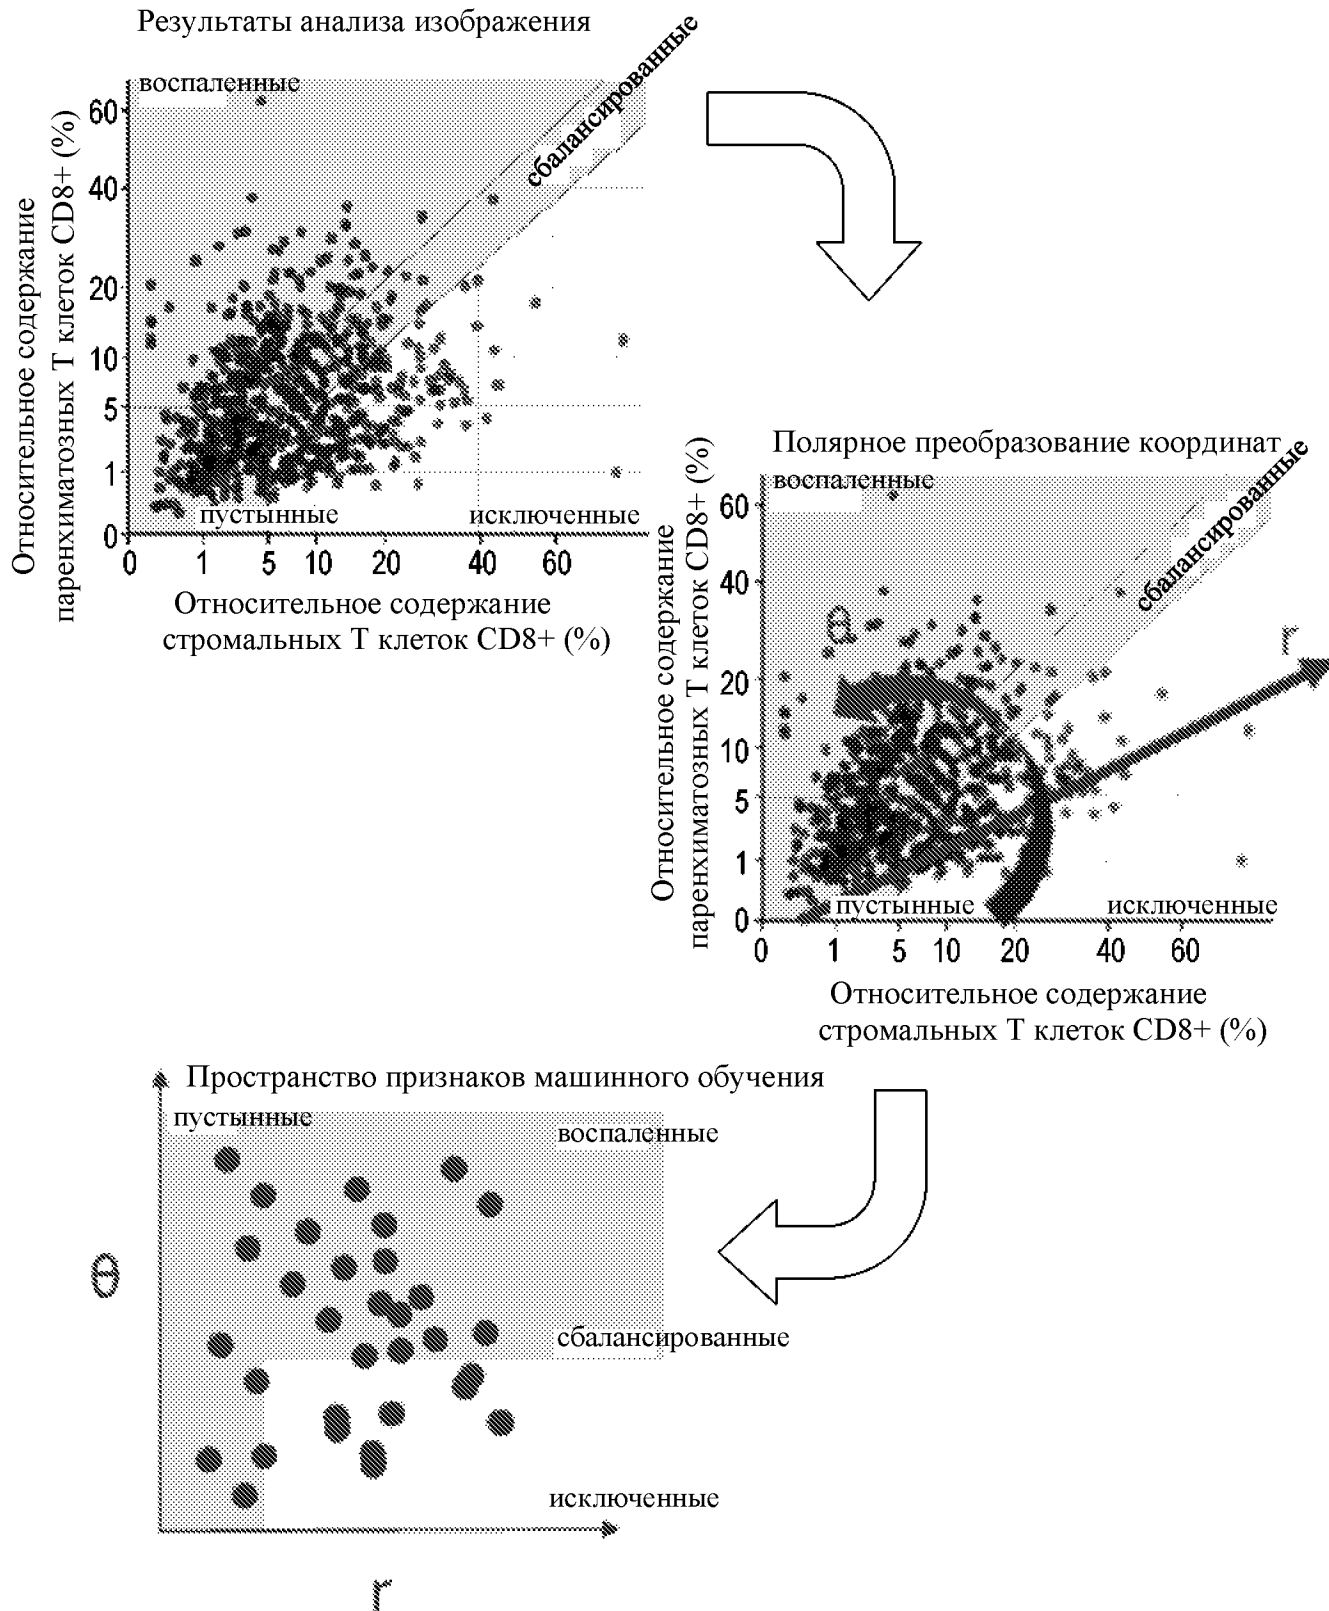 Результаты анализа изображения
воспаленные
сбалансированные
Относительное содержание
паренхиматозных Т клеток CD8+ (%)
60
40
20
10
5
1
0
пустынные
исключенные
0 1 5 10 20 40 60
Относительное содержание
стромальных Т клеток CD8+ (%)
Полярное преобразование координат
воспаленные
сбалансированные
Относительное содержание
паренхиматозных Т клеток CD8+ (%)
60
40
20
10
5
1
0
θ
r
пустынные
исключенные
0 1 5 10 20 40 60
Относительное содержание
стромальных Т клеток CD8+ (%)
Пространство признаков машинного обучения
пустынные
воспаленные
θ
сбалансированные
исключенные
r